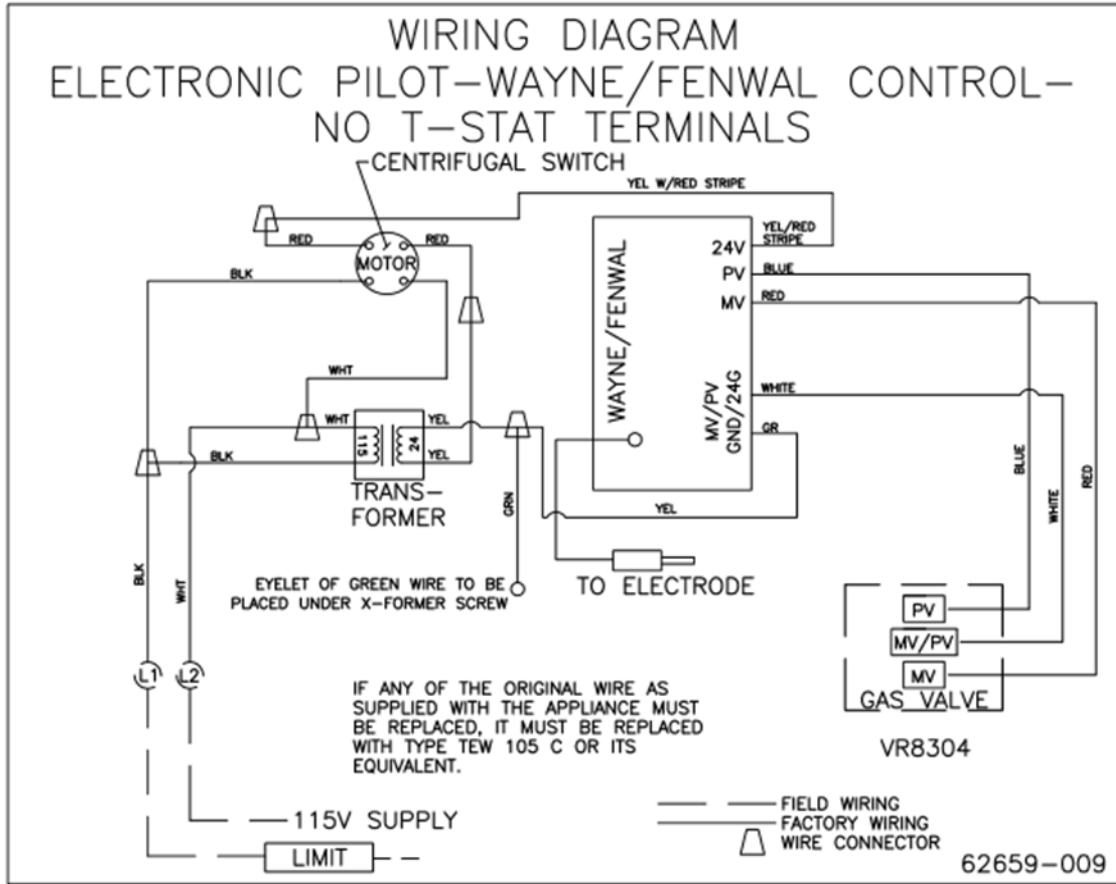 WIRING DIAGRAM
ELECTRONIC PILOT-WAYNE/FENWAL CONTROL-
NO T-STAT TERMINALS
CENTRIFUGAL SWITCH
YEL W/RED STRIPE
RED
RED
MOTOR
BLK
WHT
WHT
115
24
YEL
YEL
BLK
TRANS-
FORMER
GRN
YEL
WAYNE/FENWAL
24V
PV
MV
MV/PV
GND/24G
YEL/RED
STRIPE
BLUE
RED
WHITE
GR
BLUE
WHITE
RED
BLK
WHT
EYELET OF GREEN WIRE TO BE
PLACED UNDER X-FORMER SCREW
TO ELECTRODE
L1
L2
PV
MV/PV
MV
GAS VALVE
VR8304
IF ANY OF THE ORIGINAL WIRE AS
SUPPLIED WITH THE APPLIANCE MUST
BE REPLACED, IT MUST BE REPLACED
WITH TYPE TEW 105 C OR ITS
EQUIVALENT.
115V SUPPLY
LIMIT
FIELD WIRING
FACTORY WIRING
WIRE CONNECTOR
62659-009